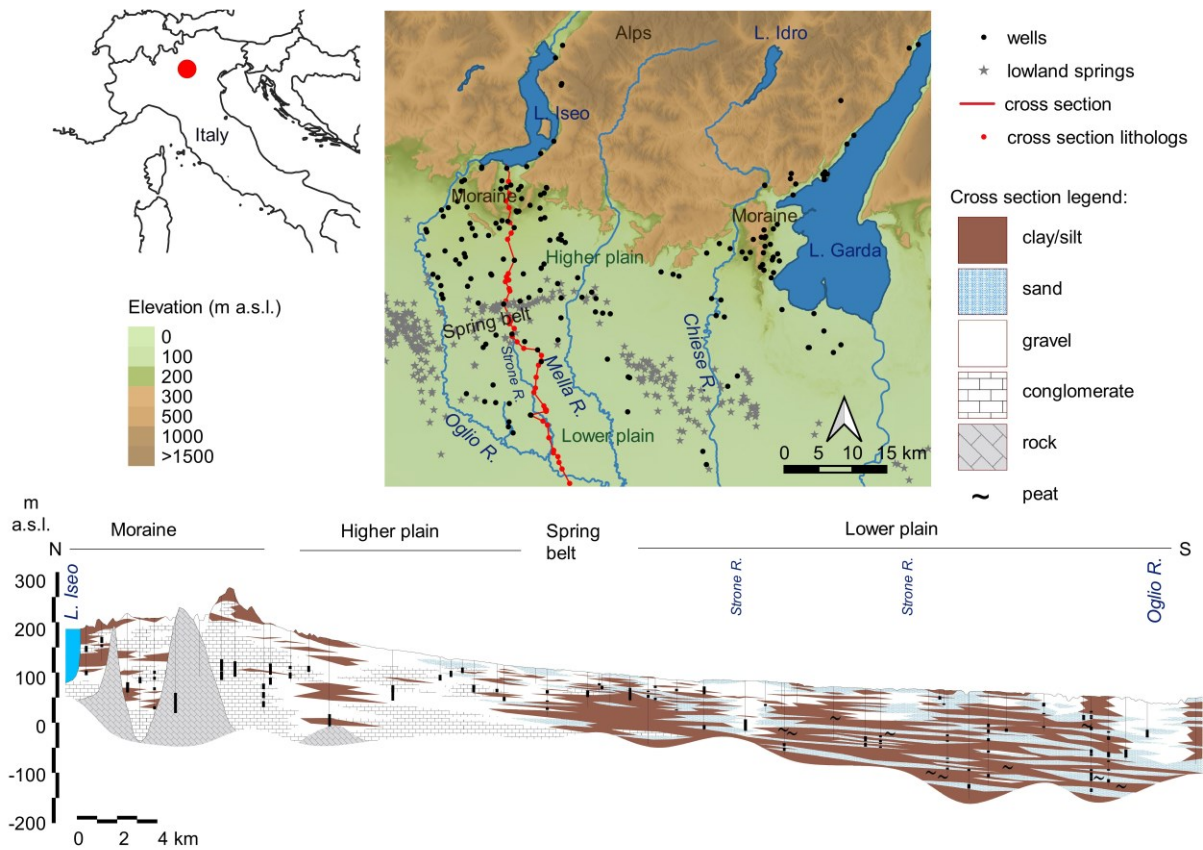 Italy
Elevation (m a.s.l.)
0
100
200
300
500
1000
>1500
Alps
L. Idro
L. Iseo
Moraine
Moraine
L. Garda
Higher plain
Spring belt
Strone R.
Mella R.
Chiese R.
Oglio R.
Lower plain
0 5 10 15 km
wells
lowland springs
cross section
cross section lithologs
Cross section legend:
clay/silt
sand
gravel
conglomerate
rock
~ peat
m
a.s.l.
N
Moraine
Higher plain
Spring
belt
Lower plain
S
L. Iseo
Strone R.
Strone R.
Oglio R.
300
200
100
0
-100
-200
0 2 4 km